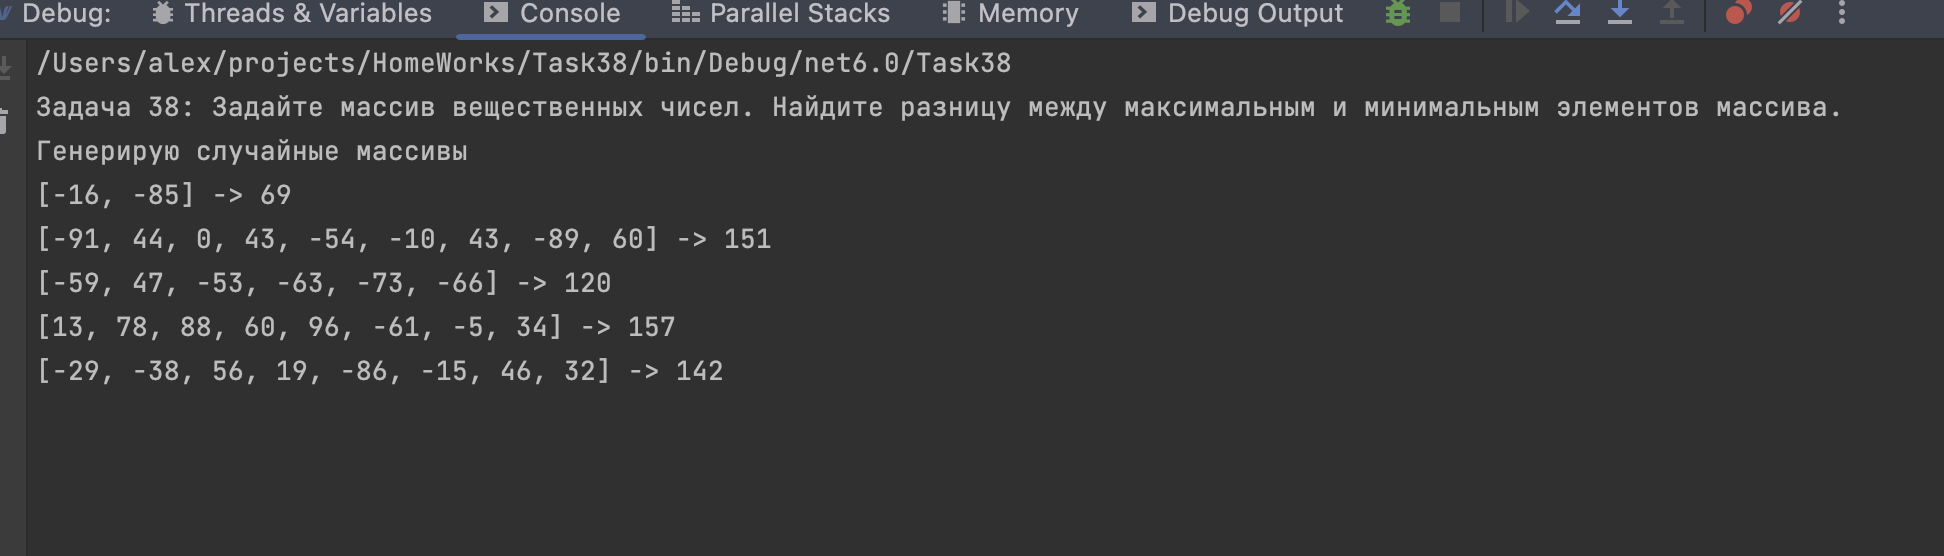 Debug: Threads & Variables Console Parallel Stacks Memory Debug Output
/Users/alex/projects/HomeWorks/Task38/bin/Debug/net6.0/Task38
Задача 38: Задайте массив вещественных чисел. Найдите разницу между максимальным и минимальным элементов массива.
Генерирую случайные массивы
[-16, -85] -> 69
[-91, 44, 0, 43, -54, -10, 43, -89, 60] -> 151
[-59, 47, -53, -63, -73, -66] -> 120
[13, 78, 88, 60, 96, -61, -5, 34] -> 157
[-29, -38, 56, 19, -86, -15, 46, 32] -> 142